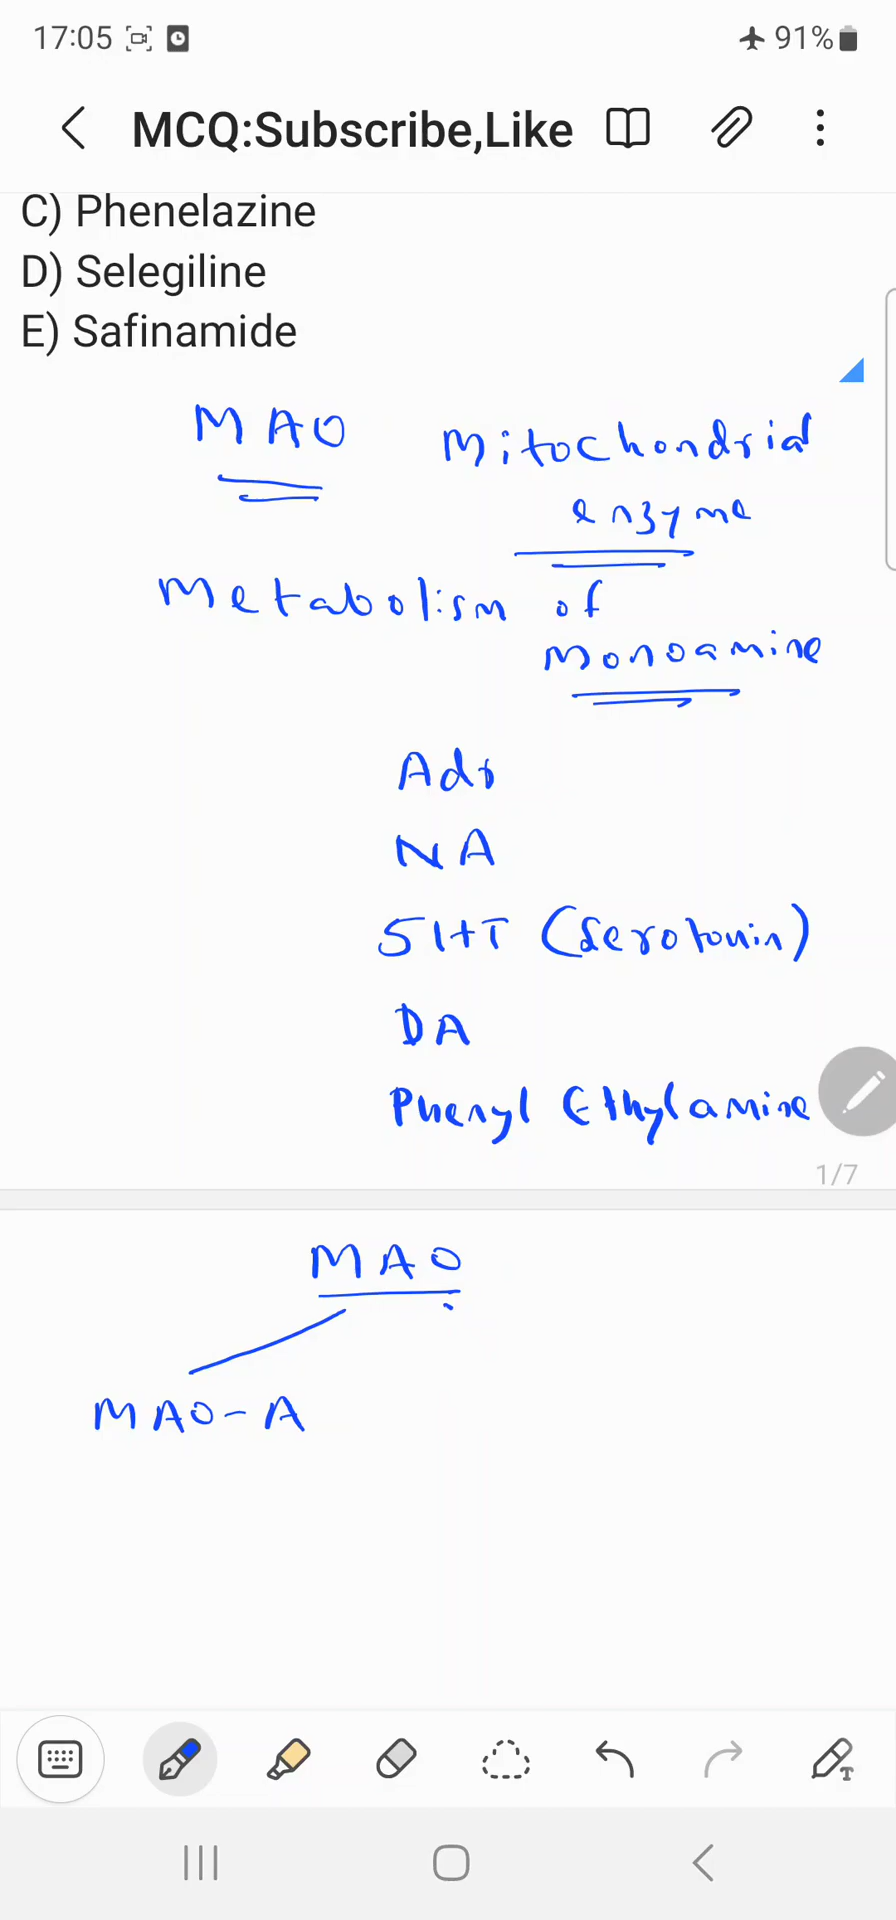 17:05 91%
MCQ:Subscribe,Like
C) Phenelazine
D) Selegiline
E) Safinamide
MAO Mitochondrial
enzyme
Metabolism of
monoamine
Adr
NA
5HT (Serotonin)
DA
Phenyl Ethylamine
1/7
MAO
MAO-A
T